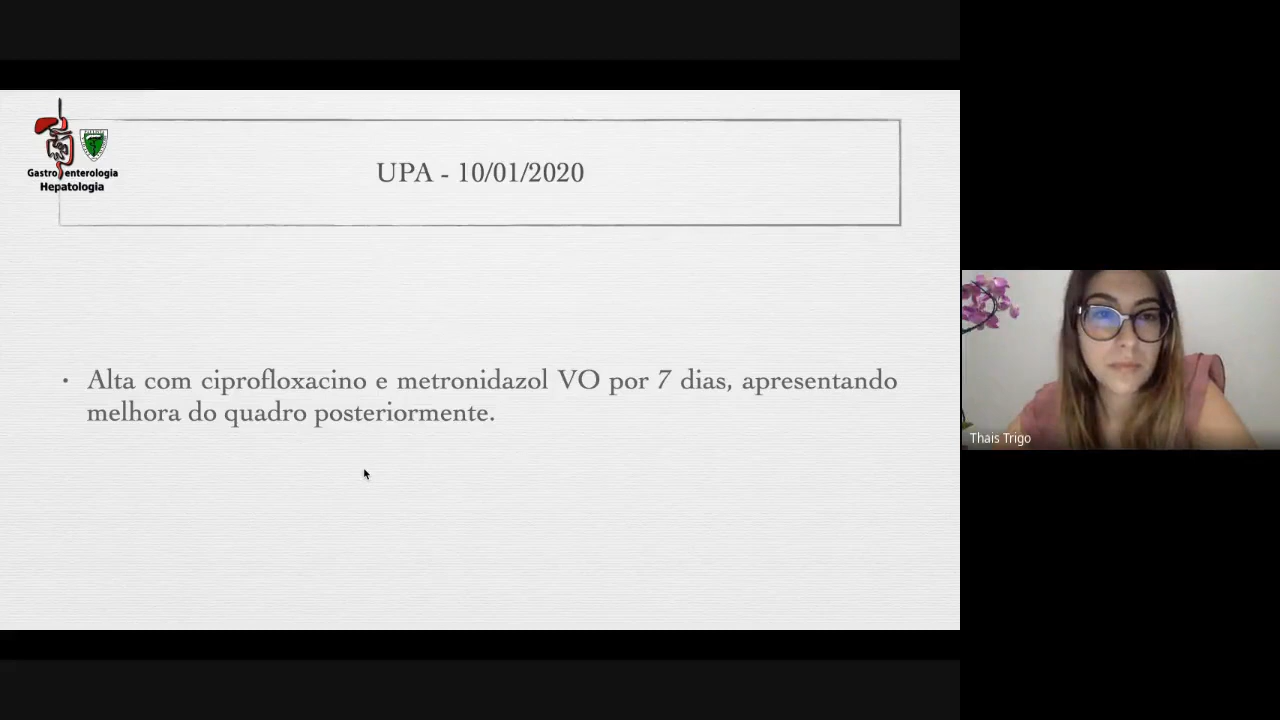 Gastroenterologia
Hepatologia
UPA - 10/01/2020
• Alta com ciprofloxacino e metronidazol VO por 7 dias, apresentando
melhora do quadro posteriormente.
Thais Trigo